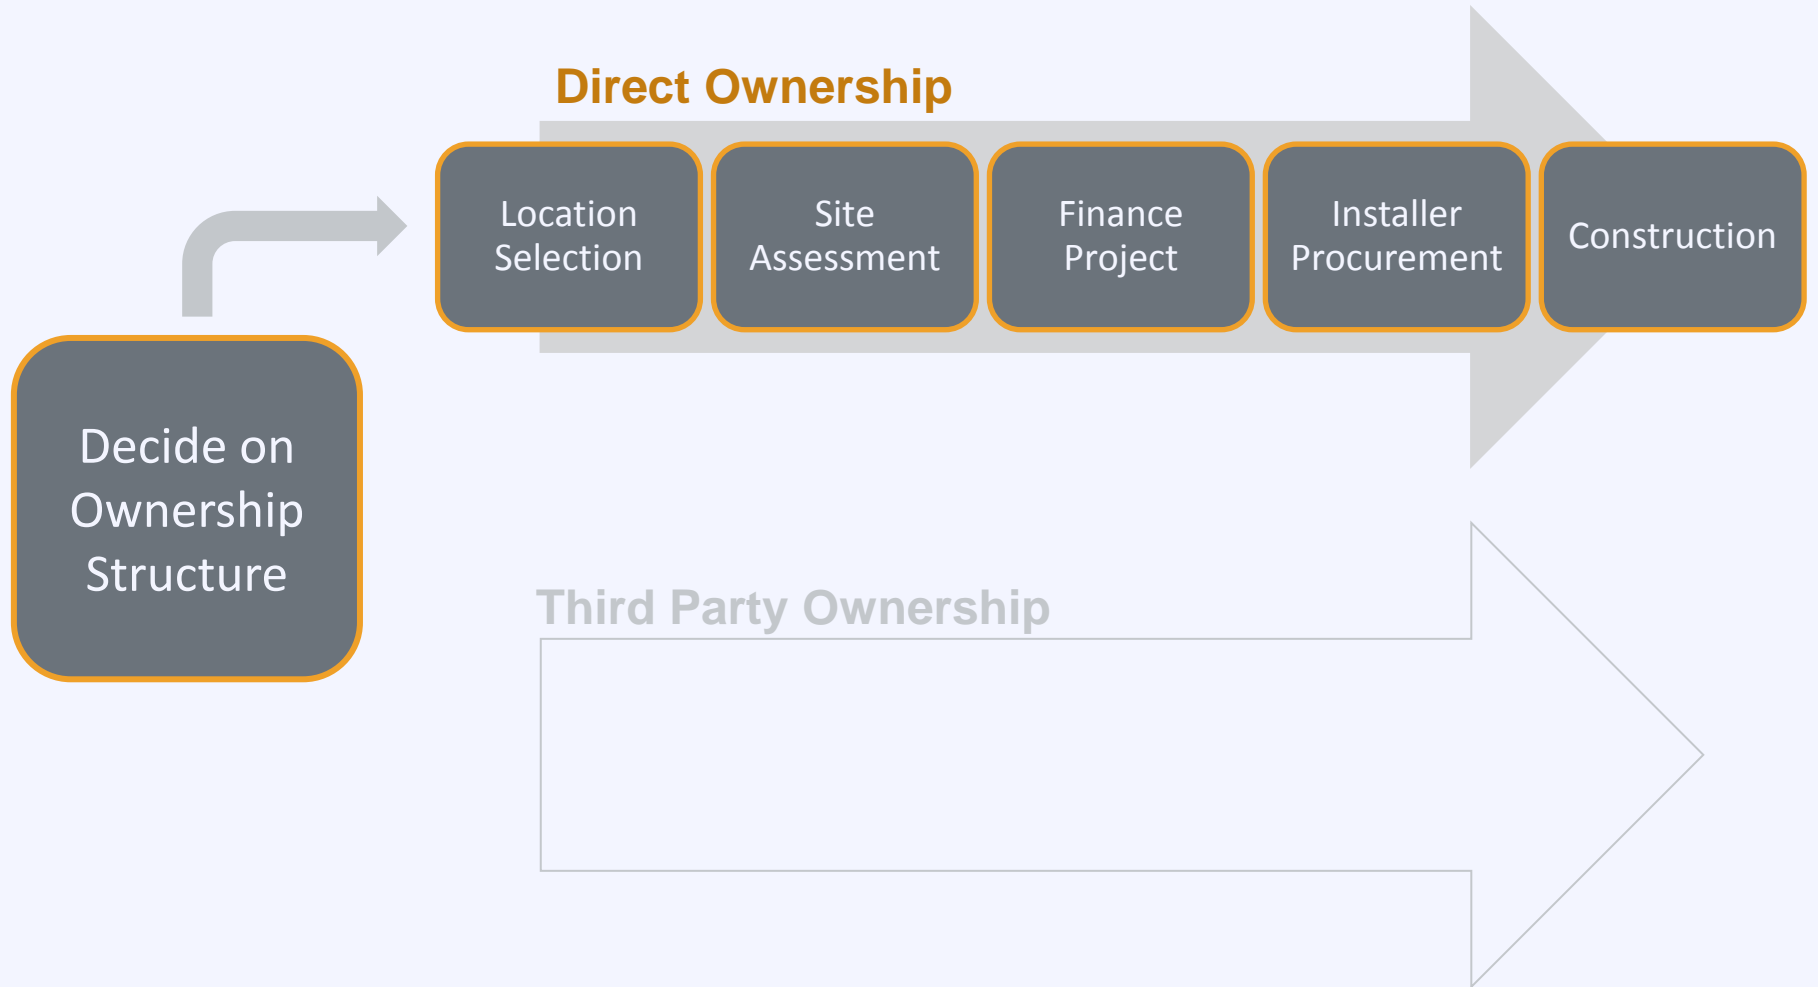 Direct Ownership
Location
Selection
Site
Assessment
Finance
Project
Installer
Procurement
Construction
Decide on
Ownership
Structure
Third Party Ownership